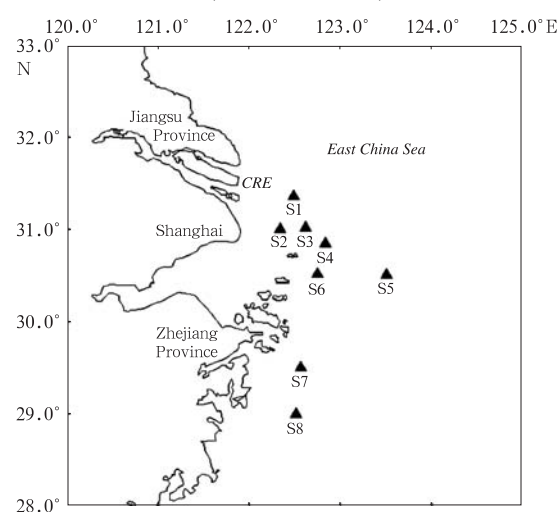 120.0° 121.0° 122.0° 123.0° 124.0° 125.0°E
33.0°
N
Jiangsu
Province
32.0°
East China Sea
CRE
S1
31.0°
Shanghai
S2 S3
S4
S6 S5
30.0°
Zhejiang
Province
S7
29.0°
S8
28.0°